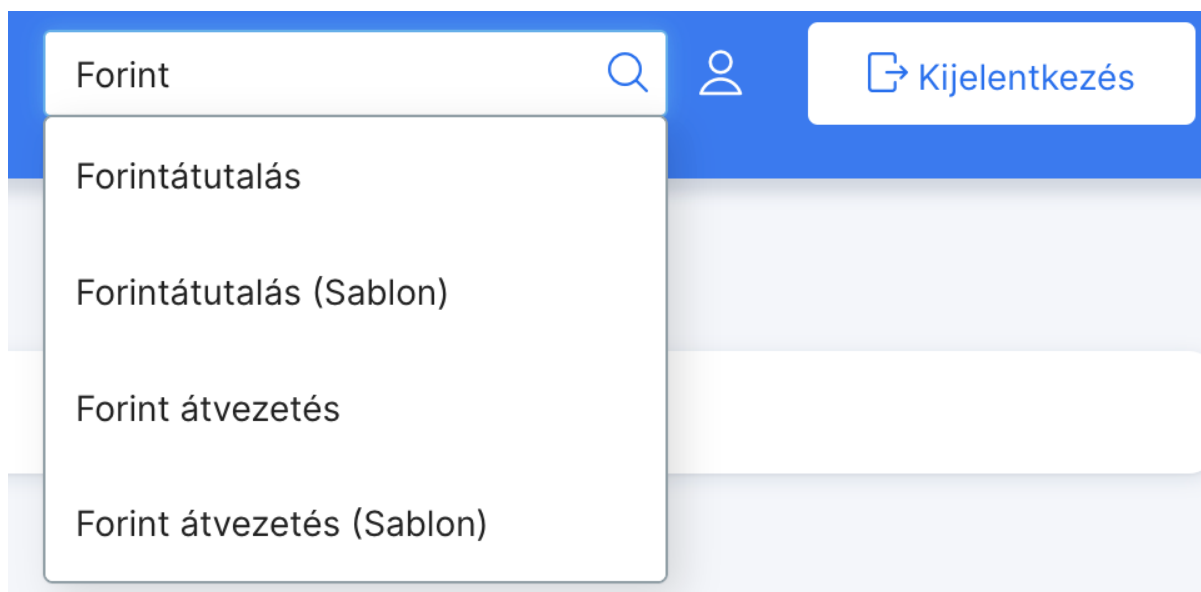 Forint
Kijelentkezés
Forintátutalás
Forintátutalás (Sablon)
Forint átvezetés
Forint átvezetés (Sablon)